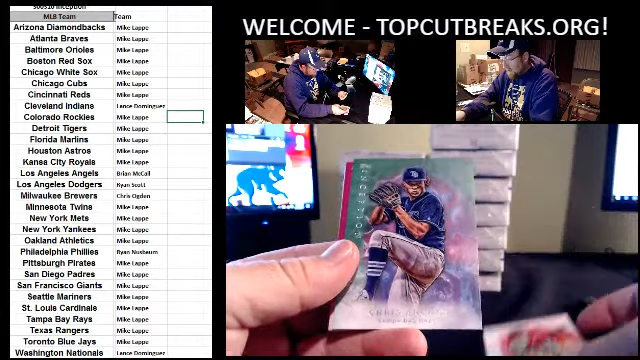 WELCOME - TOPCUTBREAKS.ORG!
MLB Team Team
Arizona Diamondbacks Mike Lappe
Atlanta Braves Mike Lappe
Baltimore Orioles Mike Lappe
Boston Red Sox Mike Lappe
Chicago White Sox Mike Lappe
Chicago Cubs Mike Lappe
Cincinnati Reds Mike Lappe
Cleveland Indians Lance Dominguez
Colorado Rockies Mike Lappe
Detroit Tigers Mike Lappe
Florida Marlins Mike Lappe
Houston Astros Mike Lappe
Kansa City Royals Mike Lappe
Los Angeles Angels Brian McCall
Los Angeles Dodgers Ryan Scott
Milwaukee Brewers Chris Ogden
Minnesota Twins Mike Lappe
New York Mets Mike Lappe
New York Yankees Mike Lappe
Oakland Athletics Mike Lappe
Philadelphia Phillies Ryan Nusbaum
Pittsburgh Pirates Mike Lappe
San Diego Padres Mike Lappe
San Francisco Giants Mike Lappe
Seattle Mariners Mike Lappe
St. Louis Cardinals Mike Lappe
Tampa Bay Rays Mike Lappe
Texas Rangers Mike Lappe
Toronto Blue Jays Mike Lappe
Washington Nationals Lance Dominguez
INCEPTION
CHRIS